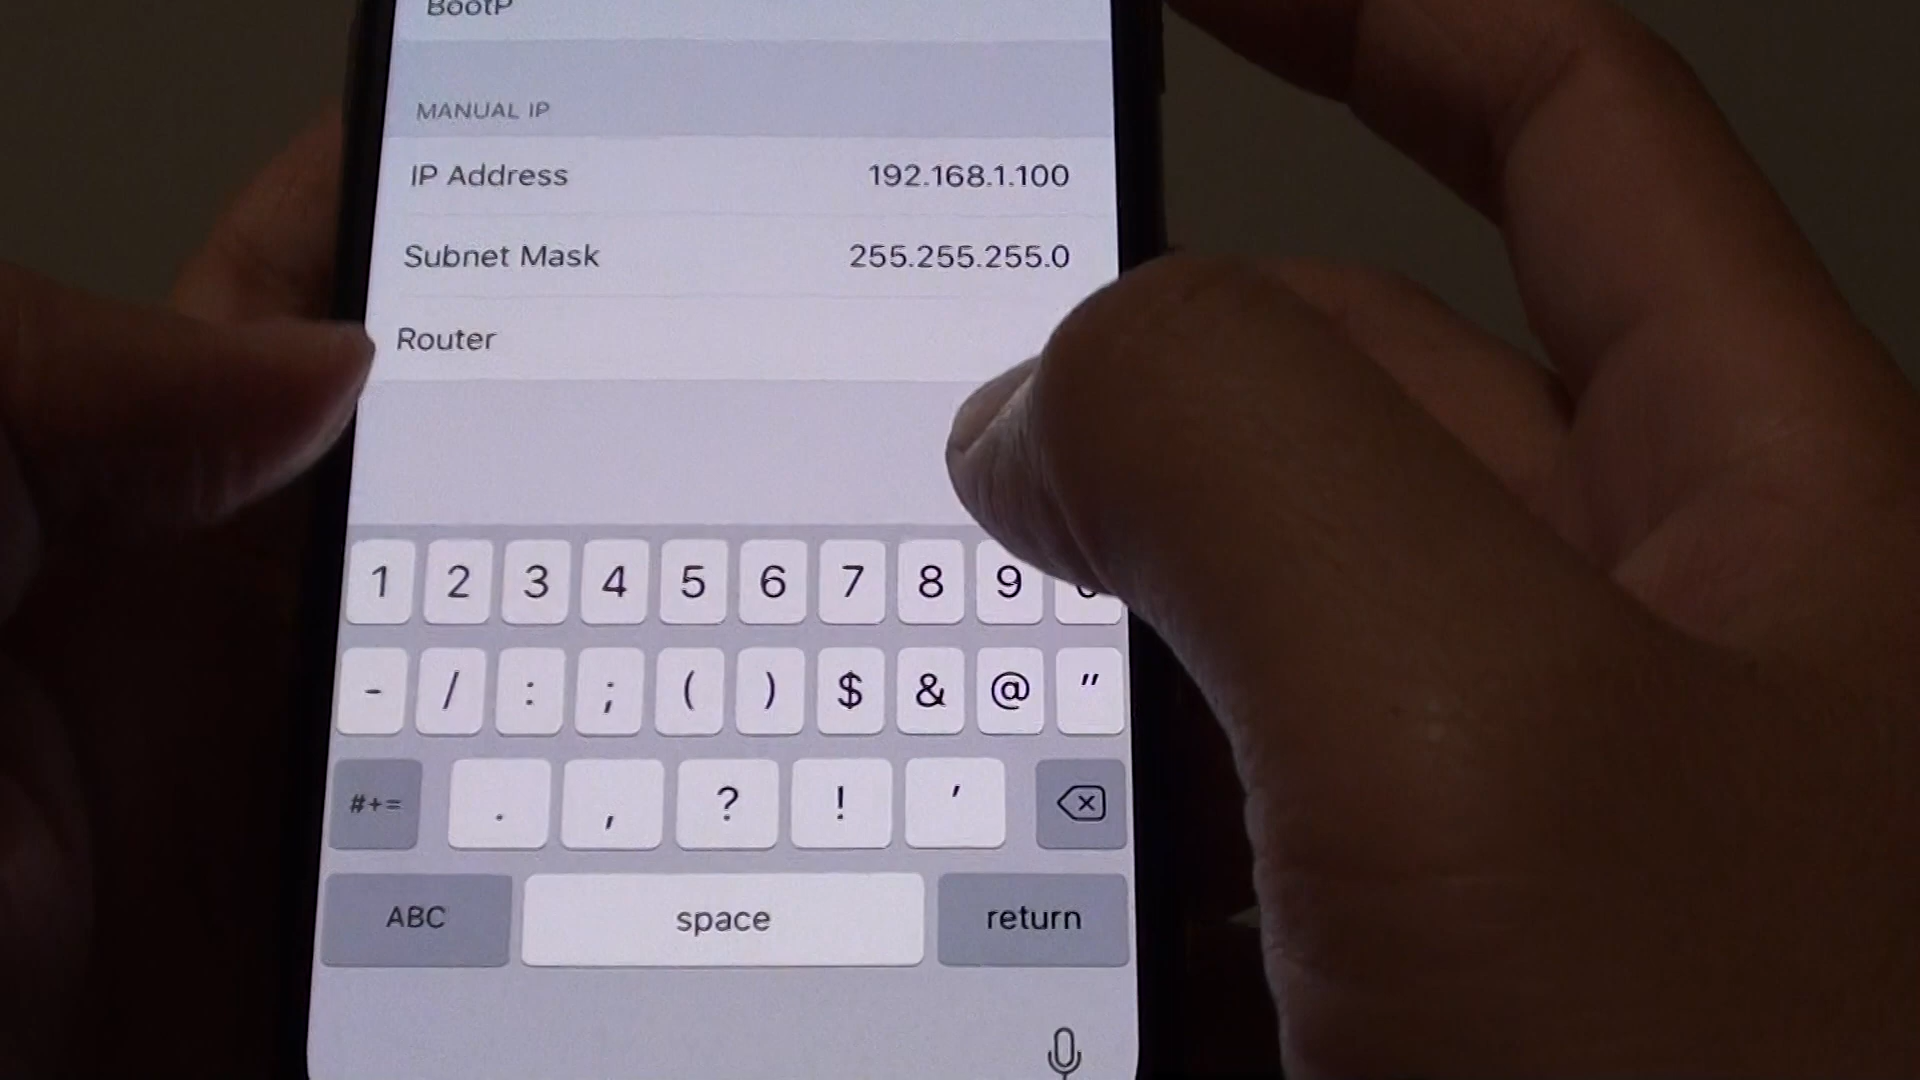 BootP
MANUAL IP
IP Address 192.168.1.100
Subnet Mask 255.255.255.0
Router
1 2 3 4 5 6 7 8 9
- / : ; ( ) $ & @ "
#+= . , ? ! '
ABC space return